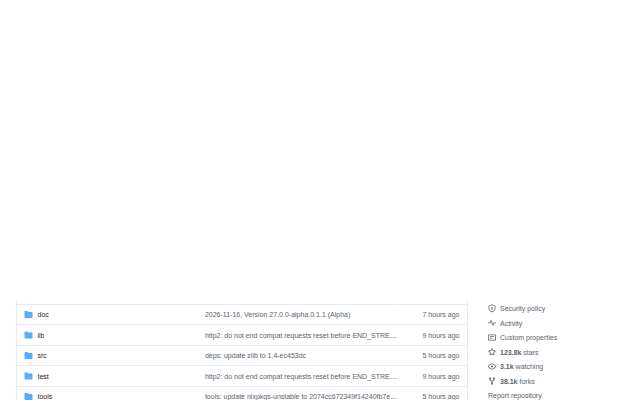 doc 2026-11-16, Version 27.0.0-alpha.0.1.1 (Alpha) 7 hours ago
lib http2: do not end compat requests reset before END_STRE… 9 hours ago
src deps: update zlib to 1.4-ec453dc 5 hours ago
test http2: do not end compat requests reset before END_STRE… 9 hours ago
tools tools: update nixpkgs-unstable to 2074cc672349f14240fb7e… 5 hours ago
Security policy
Activity
Custom properties
123.8k stars
3.1k watching
38.1k forks
Report repository